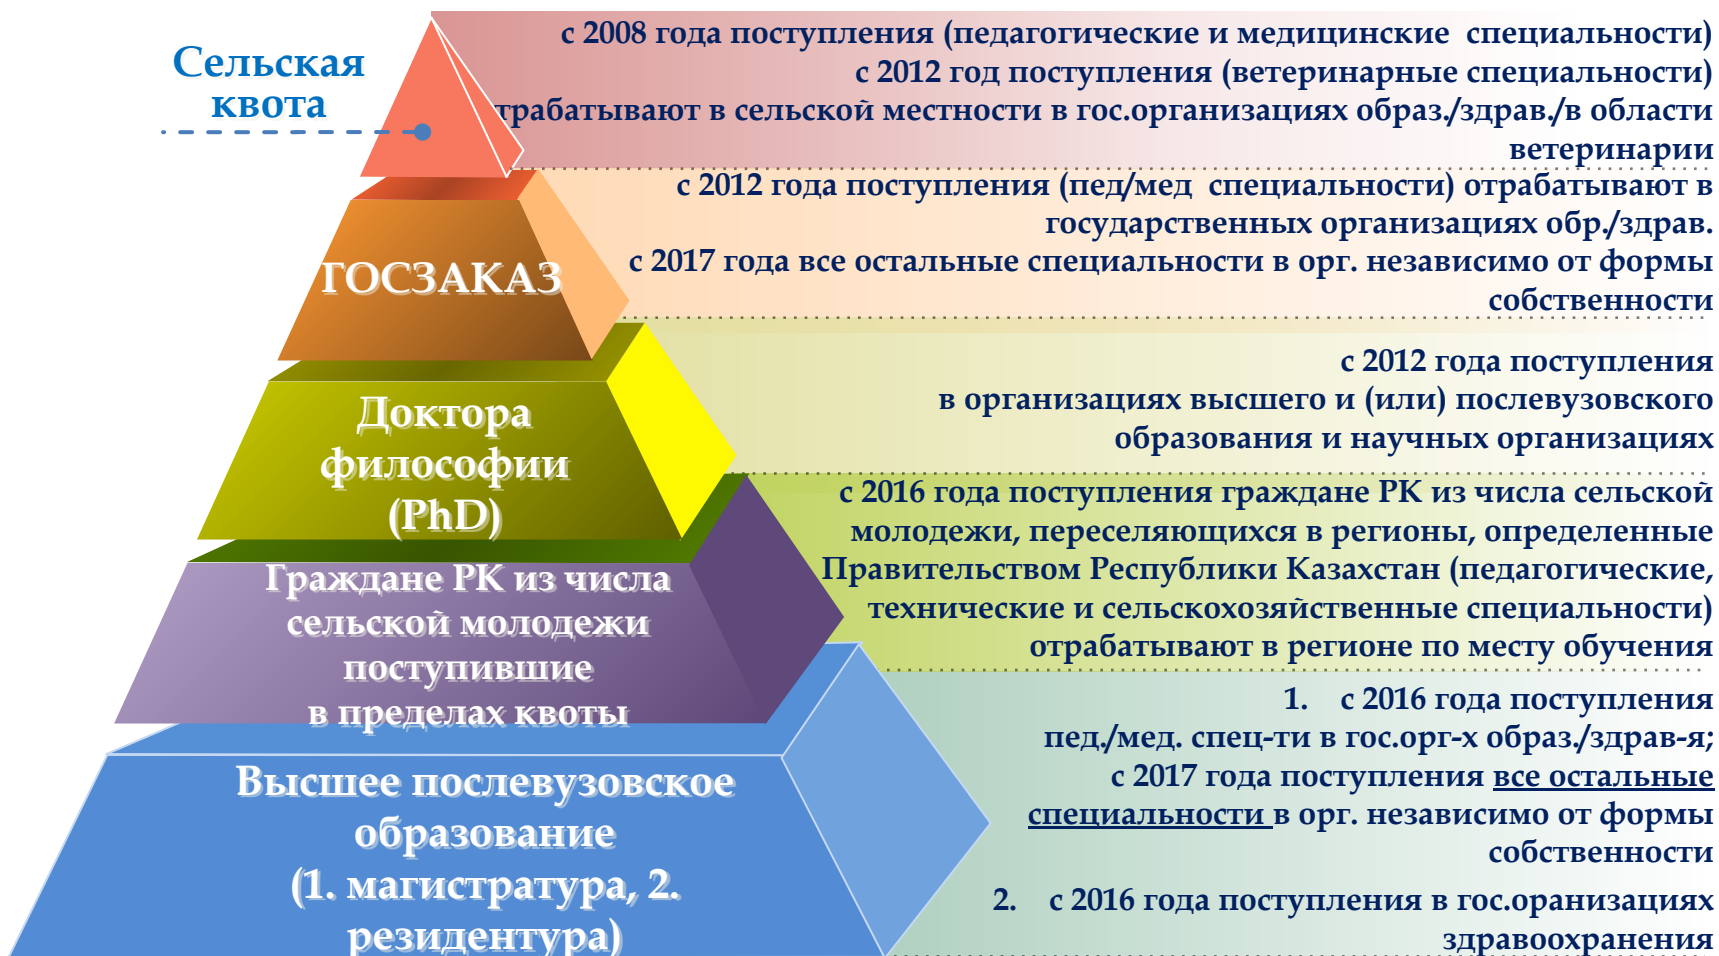 Сельская
квота
с 2008 года поступления (педагогические и медицинские специальности)
с 2012 год поступления (ветеринарные специальности)
трабатывают в сельской местности в гос.организациях образ./здрав./в области
ветеринарии
ГОСЗАКАЗ
с 2012 года поступления (пед/мед специальности) отрабатывают в
государственных организациях обр./здрав.
с 2017 года все остальные специальности в орг. независимо от формы
собственности
Доктора
философии
(PhD)
с 2012 года поступления
в организациях высшего и (или) послевузовского
образования и научных организациях
Граждане РК из числа
сельской молодежи
поступившие
в пределах квоты
с 2016 года поступления граждане РК из числа сельской
молодежи, переселяющихся в регионы, определенные
Правительством Республики Казахстан (педагогические,
технические и сельскохозяйственные специальности)
отрабатывают в регионе по месту обучения
Высшее послевузовское
образование
(1. магистратура, 2.
резидентура)
1. с 2016 года поступления
пед./мед. спец-ти в гос.орг-х образ./здрав-я;
с 2017 года поступления все остальные
специальности в орг. независимо от формы
собственности
2. с 2016 года поступления в гос.оранизациях
здравоохранения